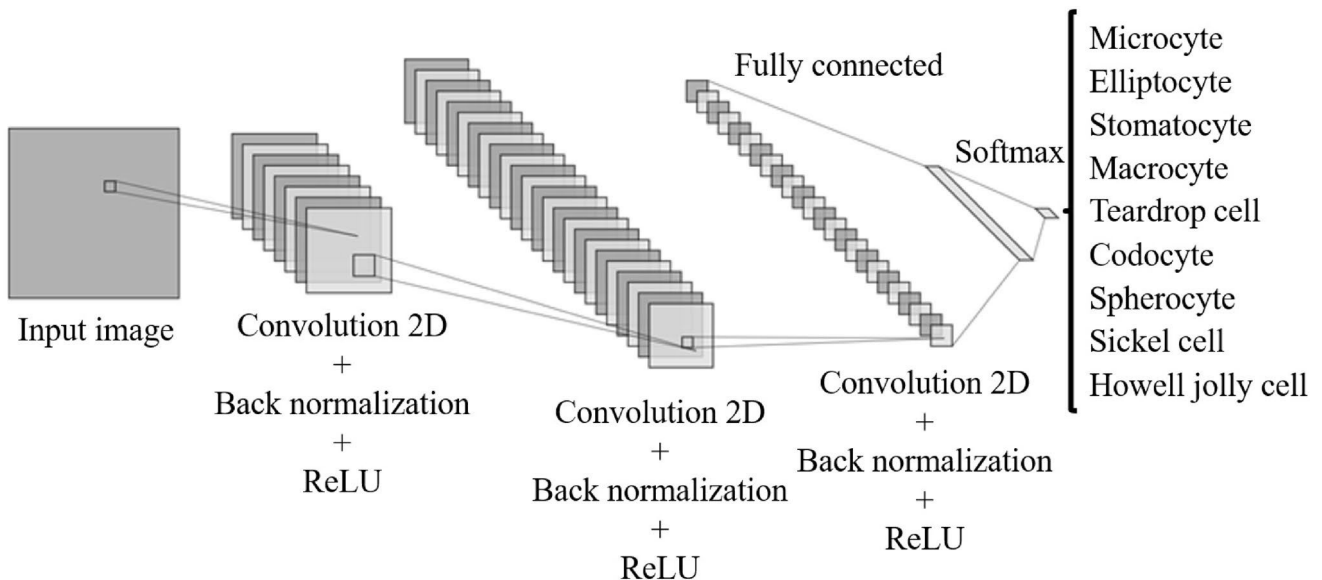 Input image
Convolution 2D
+
Back normalization
+
ReLU
Convolution 2D
+
Back normalization
+
ReLU
Convolution 2D
+
Back normalization
+
ReLU
Fully connected
Softmax
Microcyte
Elliptocyte
Stomatocyte
Macrocyte
Teardrop cell
Codocyte
Spherocyte
Sickel cell
Howell jolly cell